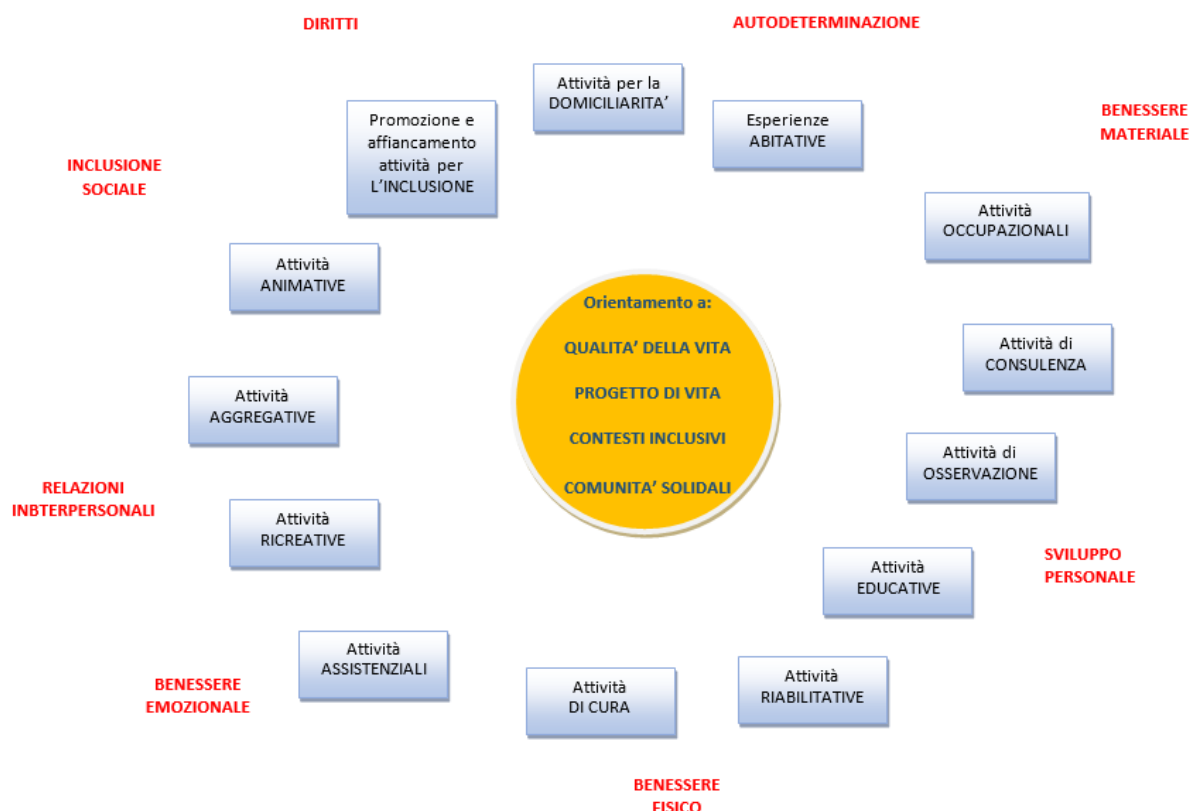 DIRITTI
AUTODETERMINAZIONE
Attività per la
DOMICILIARITA’
Promozione e
affiancamento
attività per
L’INCLUSIONE
Esperienze
ABITATIVE
BENESSERE
MATERIALE
INCLUSIONE
SOCIALE
Attività
OCCUPAZIONALI
Attività
ANIMATIVE
Orientamento a:
QUALITA’ DELLA VITA
PROGETTO DI VITA
CONTESTI INCLUSIVI
COMUNITA’ SOLIDALI
Attività di
CONSULENZA
Attività
AGGREGATIVE
Attività di
OSSERVAZIONE
RELAZIONI
INBTERPERSONALI
Attività
RICREATIVE
SVILUPPO
PERSONALE
Attività
EDUCATIVE
Attività
ASSISTENZIALI
Attività
RIABILITATIVE
Attività
DI CURA
BENESSERE
EMOZIONALE
BENESSERE
FISICO